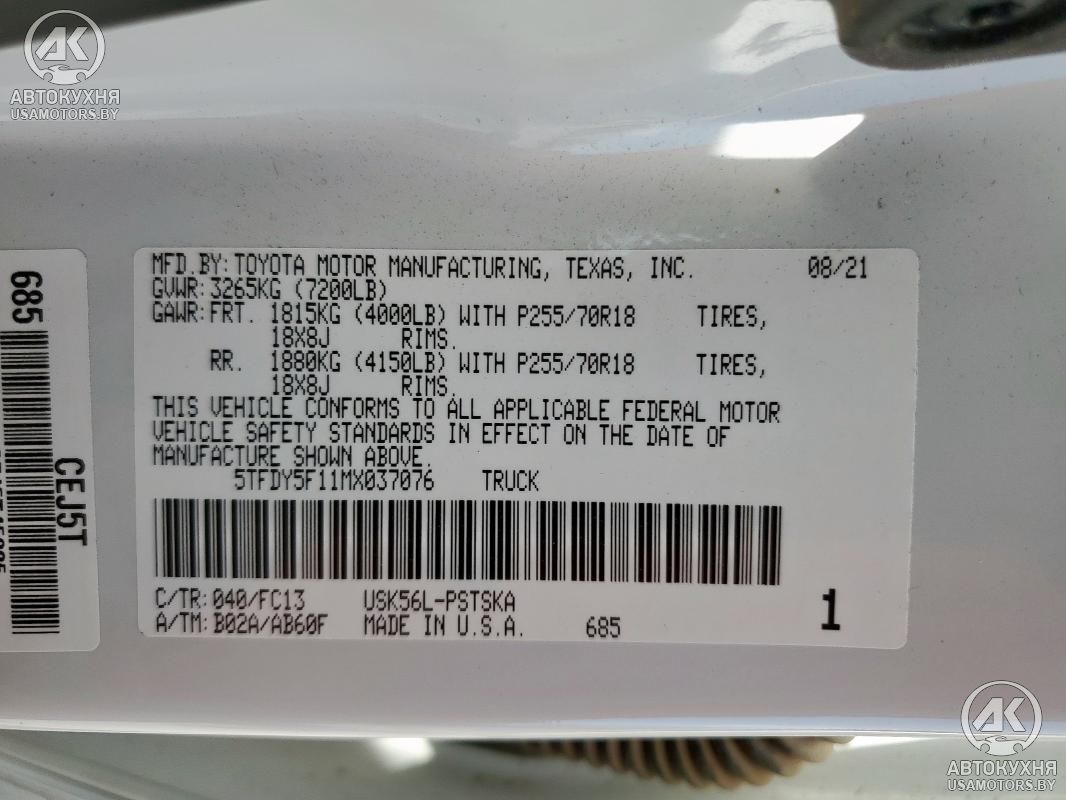 AK
АВТОКУХНЯ
USAMOTORS.BY
MFD.BY: TOYOTA MOTOR MANUFACTURING, TEXAS, INC. 08/21
GVWR: 3265KG (7200LB)
GAWR: FRT. 1815KG (4000LB) WITH P255/70R18 TIRES,
18X8J RIMS.
RR. 1880KG (4150LB) WITH P255/70R18 TIRES,
18X8J RIMS.
THIS VEHICLE CONFORMS TO ALL APPLICABLE FEDERAL MOTOR
VEHICLE SAFETY STANDARDS IN EFFECT ON THE DATE OF
MANUFACTURE SHOWN ABOVE.
5TFDY5F11MX037076 TRUCK
C/TR: 040/FC13 USK56L-PSTSKA
A/TM: B02A/AB60F MADE IN U.S.A. 685
1
685
CEJ5T
AK
АВТОКУХНЯ
USAMOTORS.BY